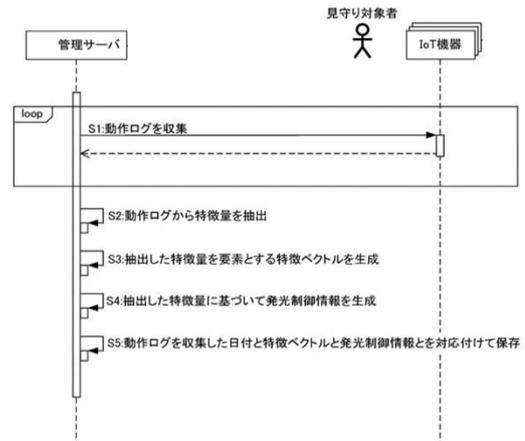 見守り対象者
管理サーバ
IoT機器
loop
S1:動作ログを収集
S2:動作ログから特徴量を抽出
S3:抽出した特徴量を要素とする特徴ベクトルを生成
S4:抽出した特徴量に基づいて発光制御情報を生成
S5:動作ログを収集した日付と特徴ベクトルと発光制御情報とを対応付けて保存